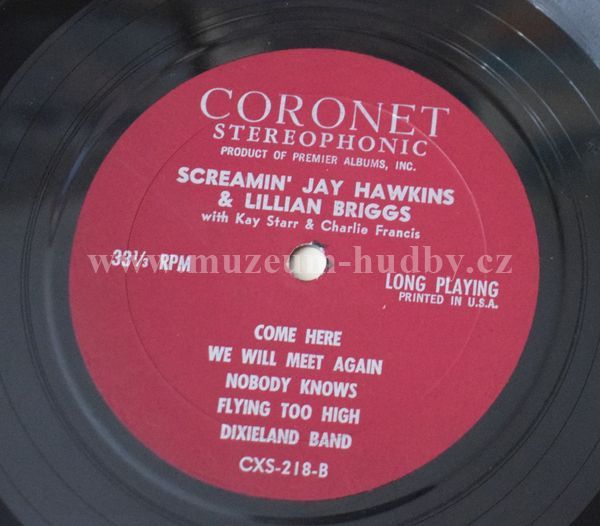 CORONET
STEREOPHONIC
PRODUCT OF PREMIER ALBUMS, INC.
SCREAMIN' JAY HAWKINS
& LILLIAN BRIGGS
with Kay Starr & Charlie Francis
33⅓ RPM
www.muzeum-hudby.cz
LONG PLAYING
PRINTED IN U.S.A.
COME HERE
WE WILL MEET AGAIN
NOBODY KNOWS
FLYING TOO HIGH
DIXIELAND BAND
CXS-218-B